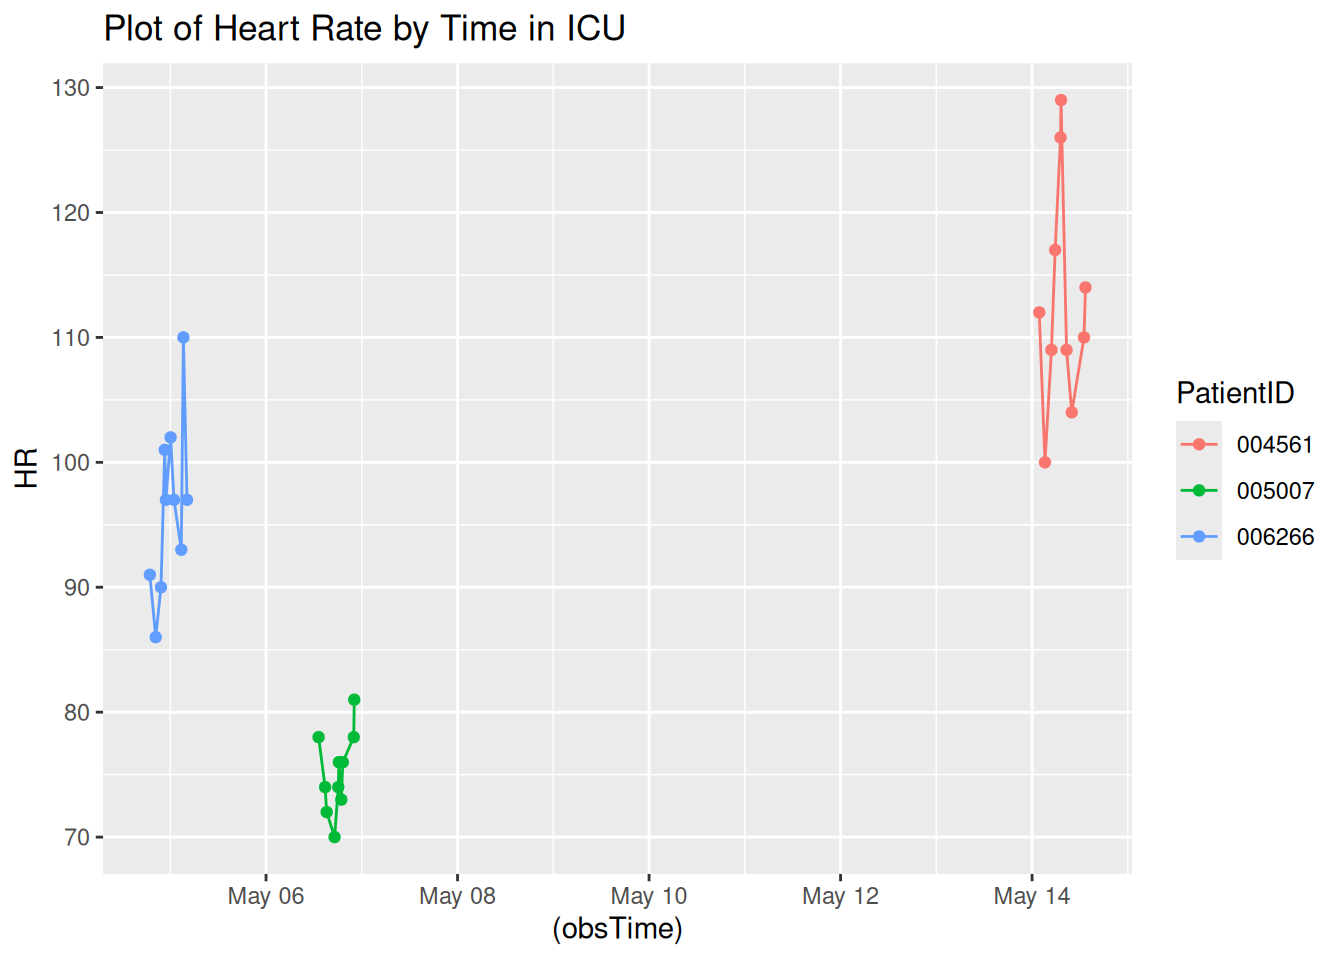 Plot of Heart Rate by Time in ICU
130
120
110
100
90
80
70
HR
May 06 May 08 May 10 May 12 May 14
(obsTime)
PatientID
004561
005007
006266